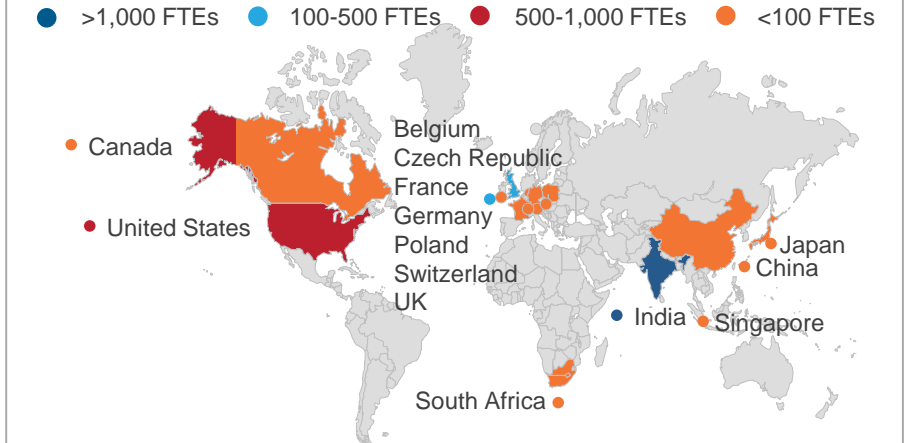 >1,000 FTEs 100-500 FTEs 500-1,000 FTEs <100 FTEs
Canada
United States
Belgium
Czech Republic
France
Germany
Poland
Switzerland
UK
Japan
China
India
Singapore
South Africa